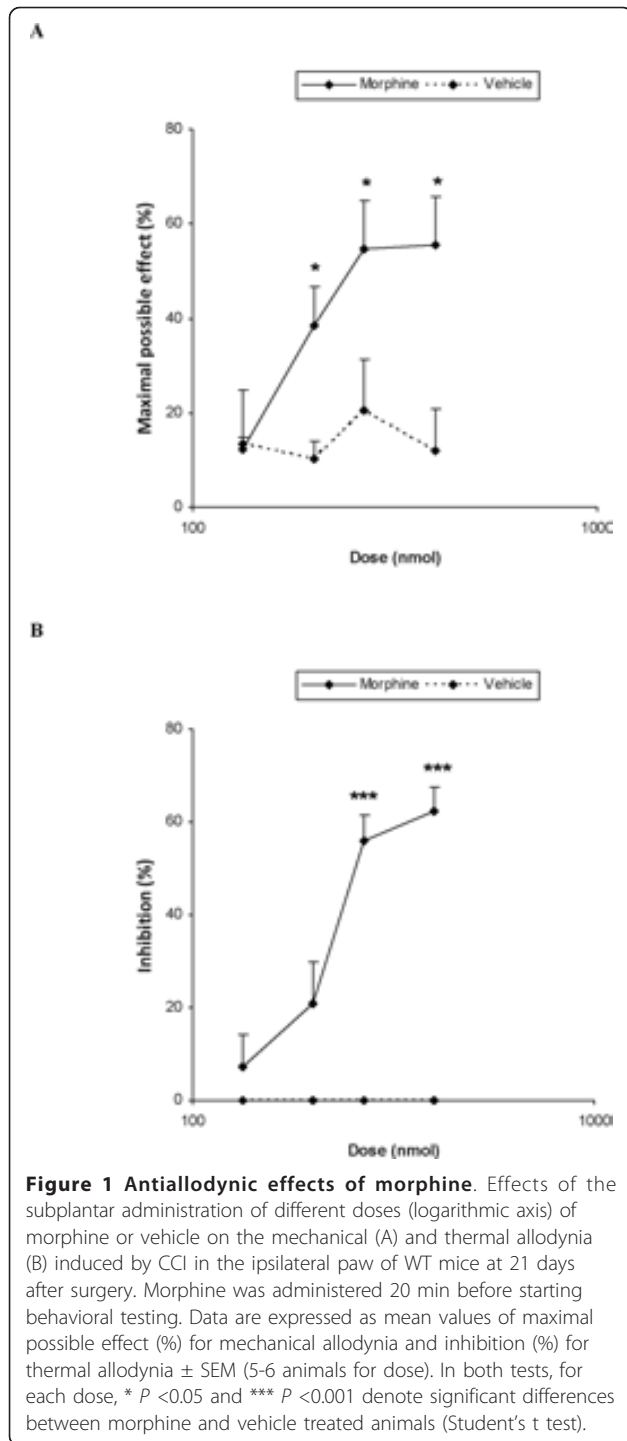 A
Morphine Vehicle
80
60
40
20
0
Maximal possible effect (%)
* * *
100 1000
Dose (nmol)
B
Morphine Vehicle
80
60
40
20
0
Inhibition (%)
*** ***
100 1000
Dose (nmol)
Figure 1 Antiallodynic effects of morphine. Effects of the
subplantar administration of different doses (logarithmic axis) of
morphine or vehicle on the mechanical (A) and thermal allodynia
(B) induced by CCI in the ipsilateral paw of WT mice at 21 days
after surgery. Morphine was administered 20 min before starting
behavioral testing. Data are expressed as mean values of maximal
possible effect (%) for mechanical allodynia and inhibition (%) for
thermal allodynia ± SEM (5-6 animals for dose). In both tests, for
each dose, * P <0.05 and *** P <0.001 denote significant differences
between morphine and vehicle treated animals (Student's t test).